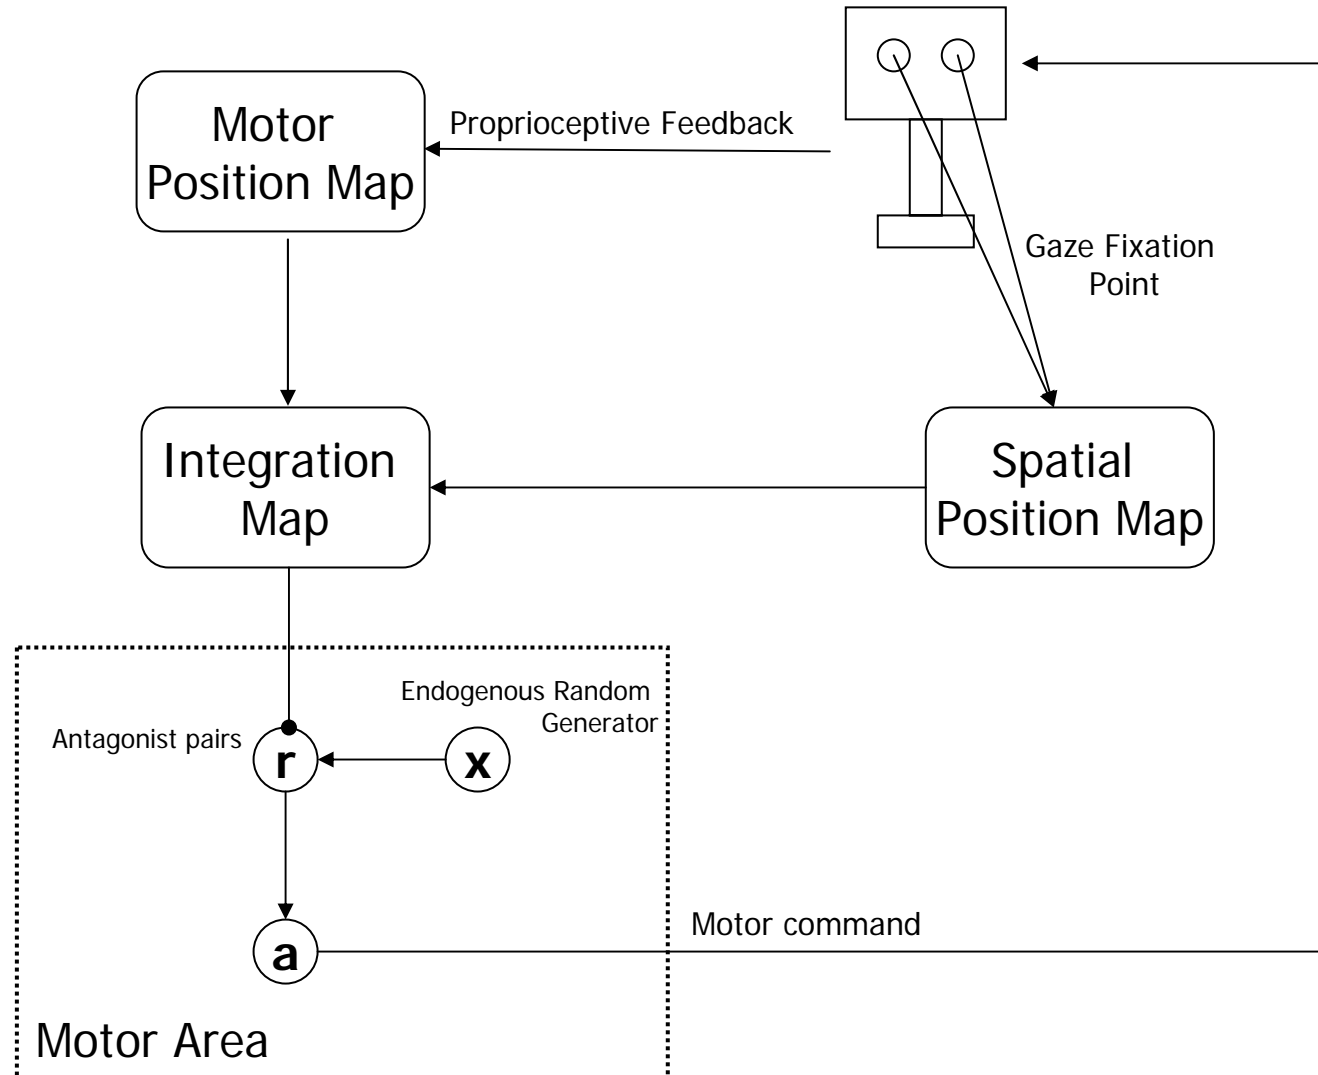 Motor
Position Map
Proprioceptive Feedback
Gaze Fixation
Point
Integration
Map
Spatial
Position Map
Endogenous Random
Generator
Antagonist pairs
r
x
a
Motor command
Motor Area